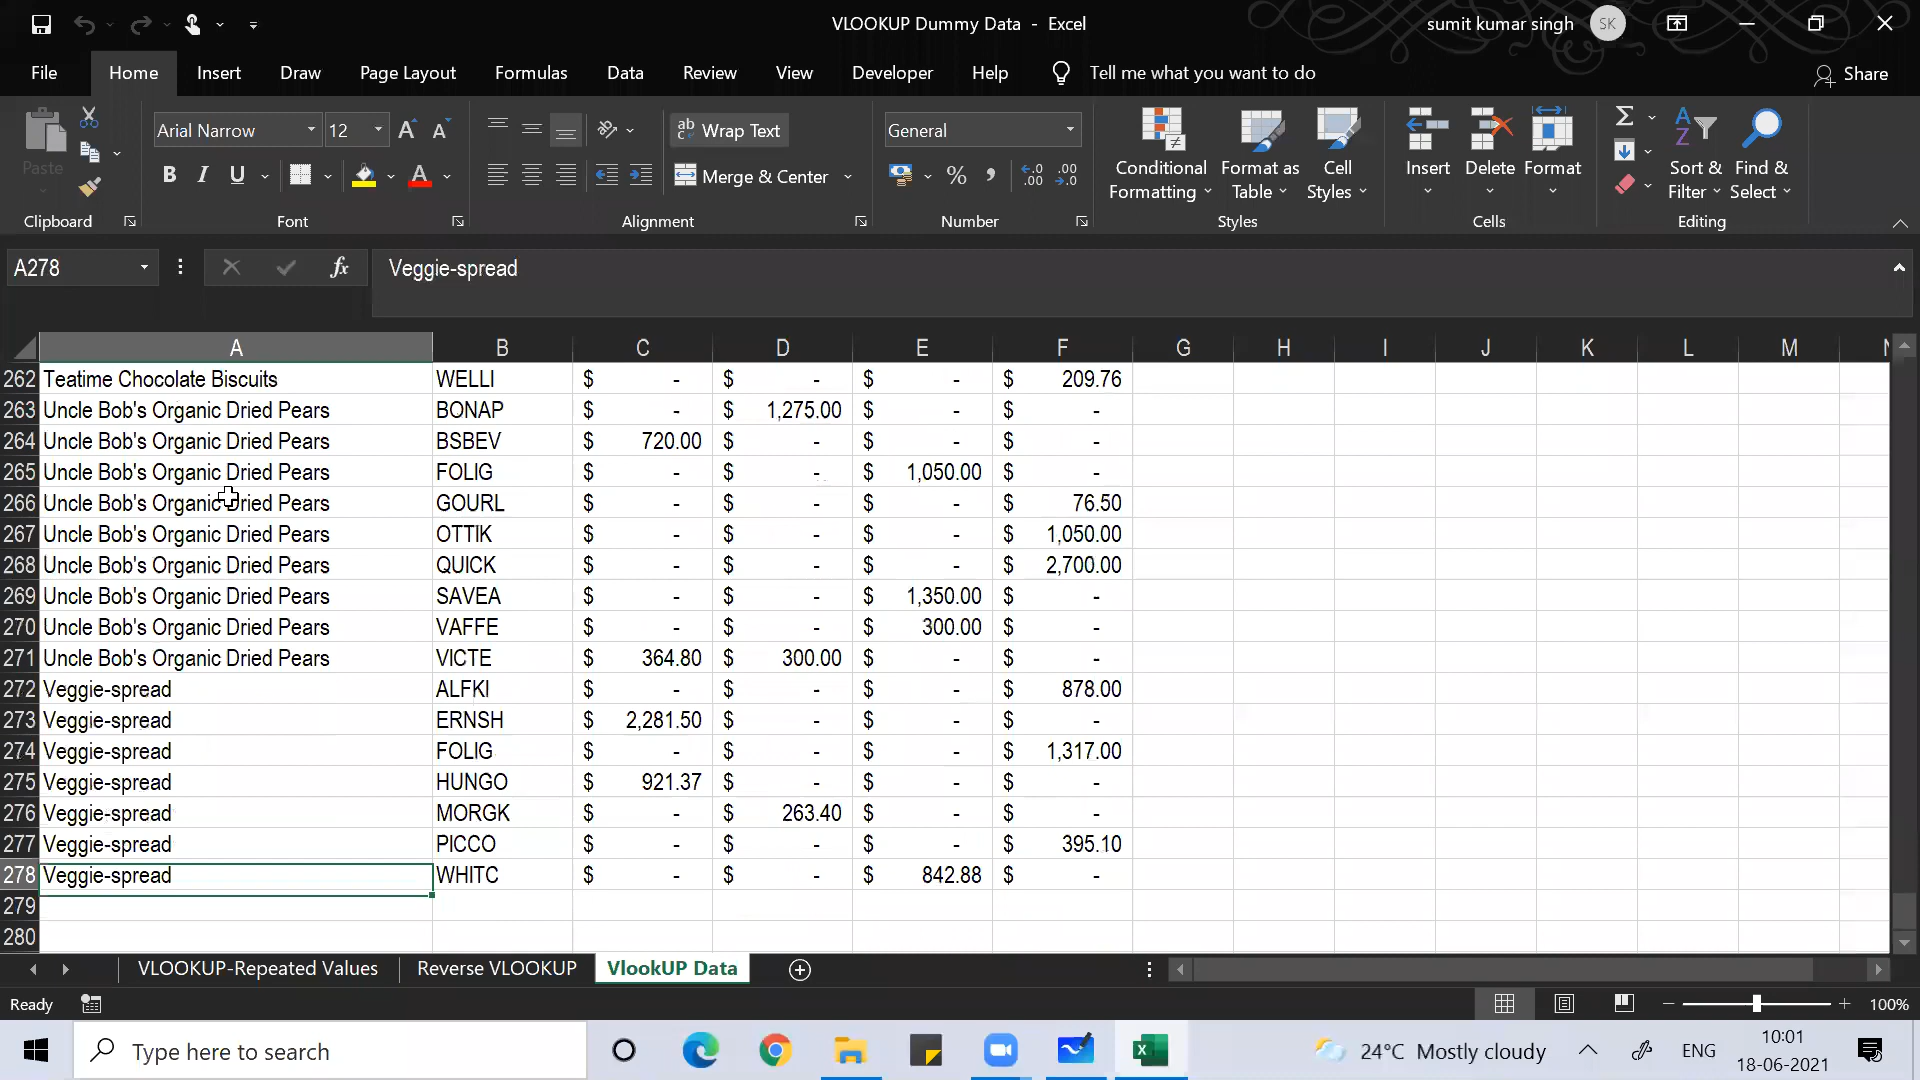 VLOOKUP Dummy Data - Excel
sumit kumar singh SK
File Home Insert Draw Page Layout Formulas Data Review View Developer Help Tell me what you want to do Share
Paste Arial Narrow 12 A A ab Wrap Text General
B I U A Merge & Center % , .0 .00
Conditional Formatting Format as Table Cell Styles Insert Delete Format Sort & Filter Find & Select
Clipboard Font Alignment Number Styles Cells Editing
A278 fx Veggie-spread
A B C D E F G H I J K L M
262 Teatime Chocolate Biscuits WELLI $ - $ - $ - $ 209.76
263 Uncle Bob's Organic Dried Pears BONAP $ - $ 1,275.00 $ - $ -
264 Uncle Bob's Organic Dried Pears BSBEV $ 720.00 $ - $ - $ -
265 Uncle Bob's Organic Dried Pears FOLIG $ - $ - $ 1,050.00 $ -
266 Uncle Bob's Organic Dried Pears GOURL $ - $ - $ - $ 76.50
267 Uncle Bob's Organic Dried Pears OTTIK $ - $ - $ - $ 1,050.00
268 Uncle Bob's Organic Dried Pears QUICK $ - $ - $ - $ 2,700.00
269 Uncle Bob's Organic Dried Pears SAVEA $ - $ - $ 1,350.00 $ -
270 Uncle Bob's Organic Dried Pears VAFFE $ - $ - $ 300.00 $ -
271 Uncle Bob's Organic Dried Pears VICTE $ 364.80 $ 300.00 $ - $ -
272 Veggie-spread ALFKI $ - $ - $ - $ 878.00
273 Veggie-spread ERNSH $ 2,281.50 $ - $ - $ -
274 Veggie-spread FOLIG $ - $ - $ - $ 1,317.00
275 Veggie-spread HUNGO $ 921.37 $ - $ - $ -
276 Veggie-spread MORGK $ - $ 263.40 $ - $ -
277 Veggie-spread PICCO $ - $ - $ - $ 395.10
278 Veggie-spread WHITC $ - $ - $ 842.88 $ -
279
280
VLOOKUP-Repeated Values Reverse VLOOKUP VlookUP Data
Ready 100%
Type here to search 24°C Mostly cloudy ENG 10:01
18-06-2021